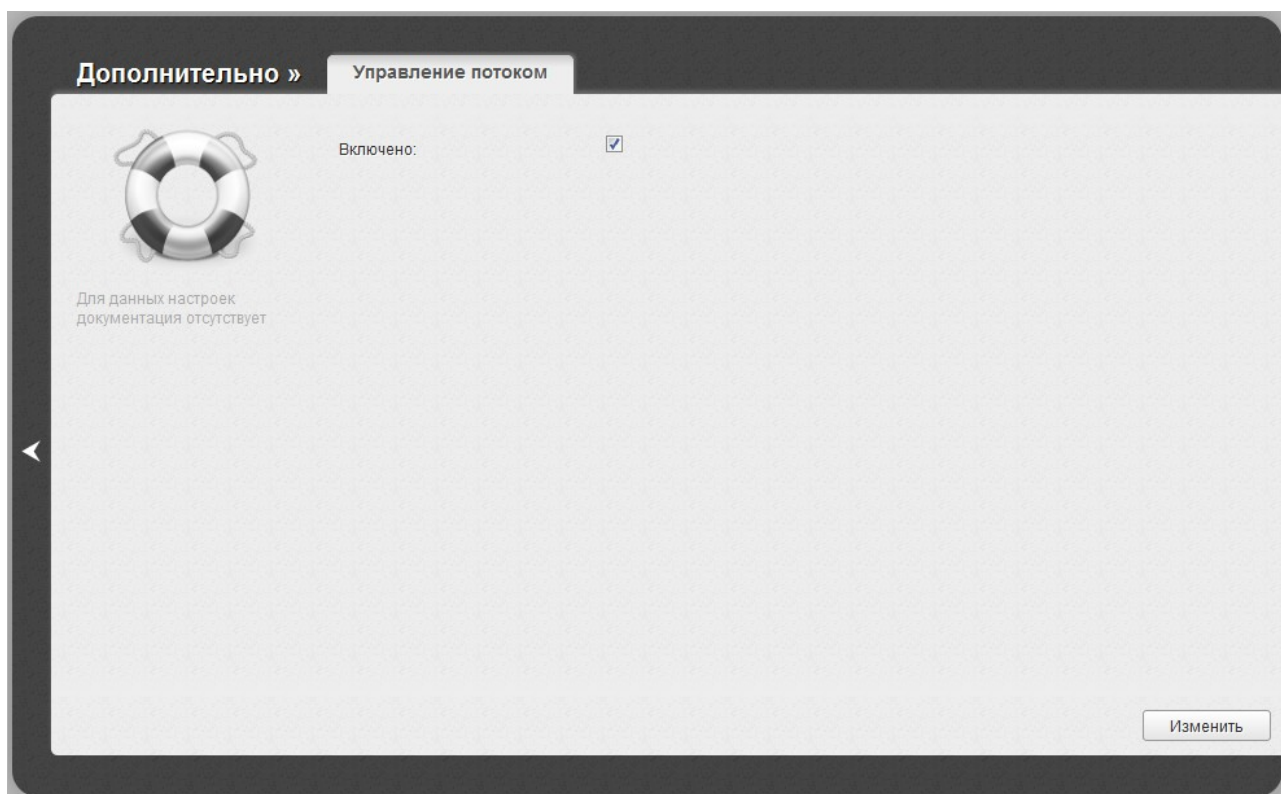 Дополнительно »
Управление потоком
Включено:
Для данных настроек
документация отсутствует
Изменить